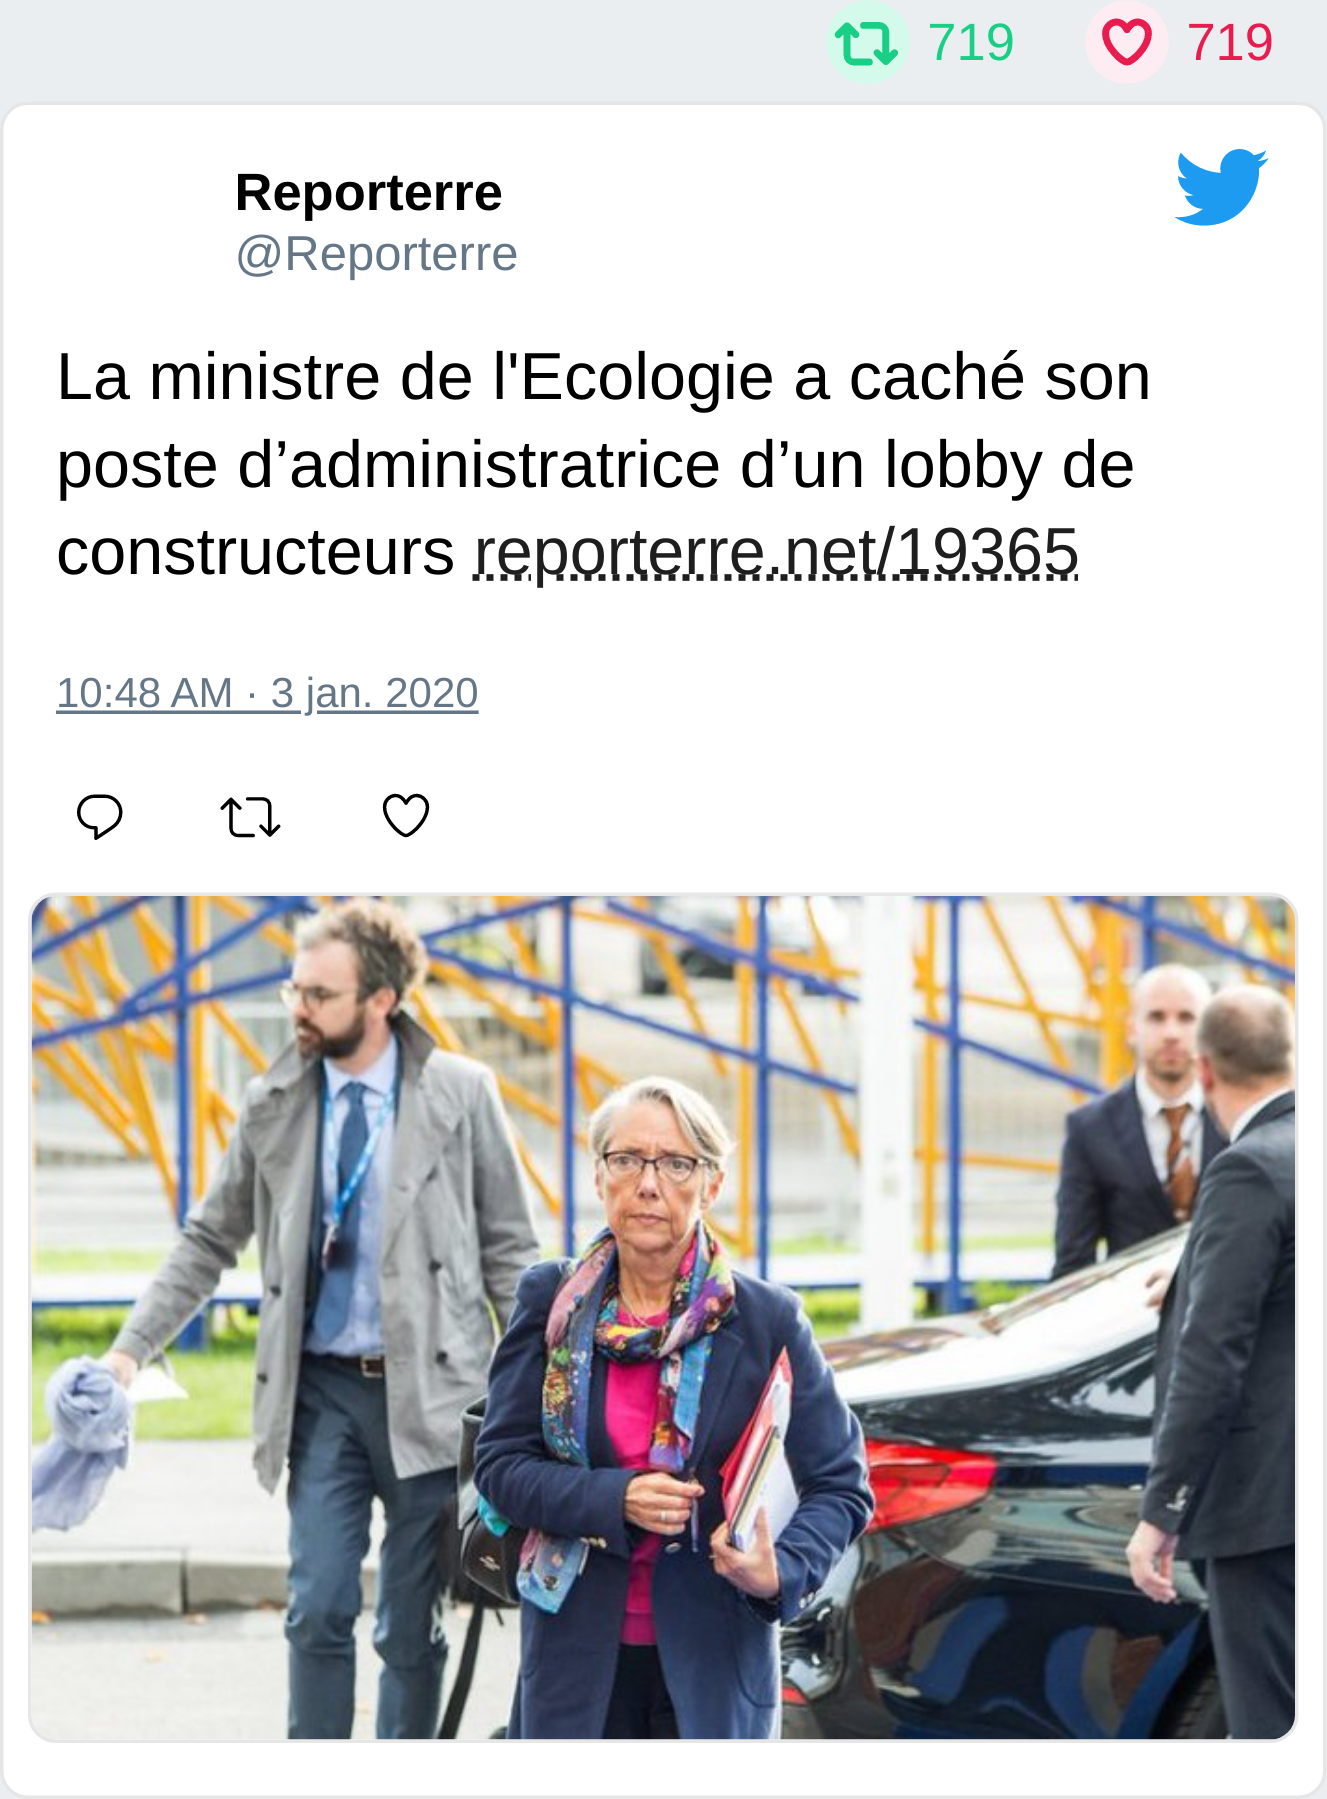 719 719
Reporterre
@Reporterre
La ministre de l'Ecologie a caché son
poste d’administratrice d’un lobby de
constructeurs reporterre.net/19365
10:48 AM · 3 jan. 2020